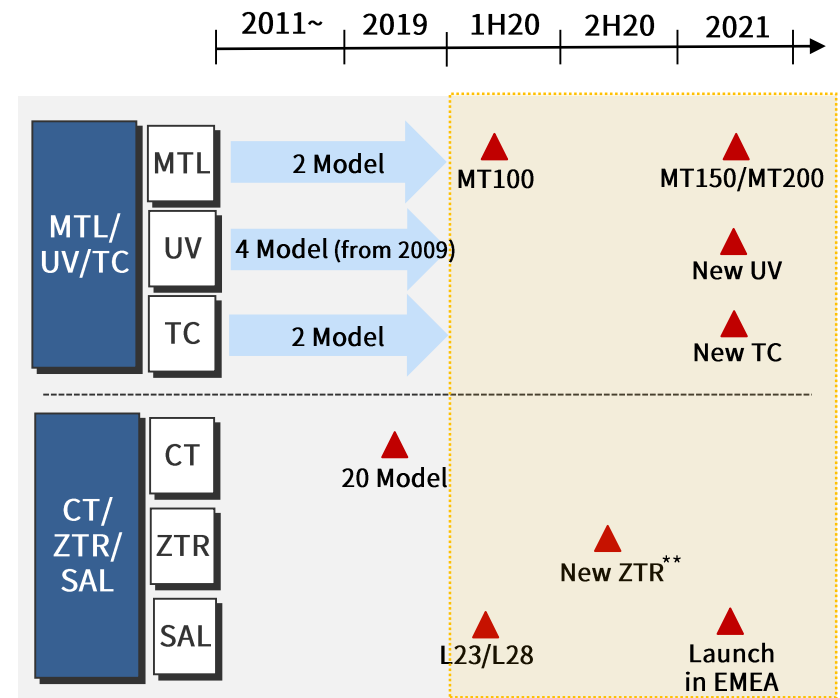 2011~ 2019 1H20 2H20 2021
MTL/
UV/TC
MTL
2 Model
MT100
MT150/MT200
UV
4 Model (from 2009)
New UV
TC
2 Model
New TC
CT/
ZTR/
SAL
CT
20 Model
ZTR
New ZTR**
SAL
L23/L28
Launch
in EMEA